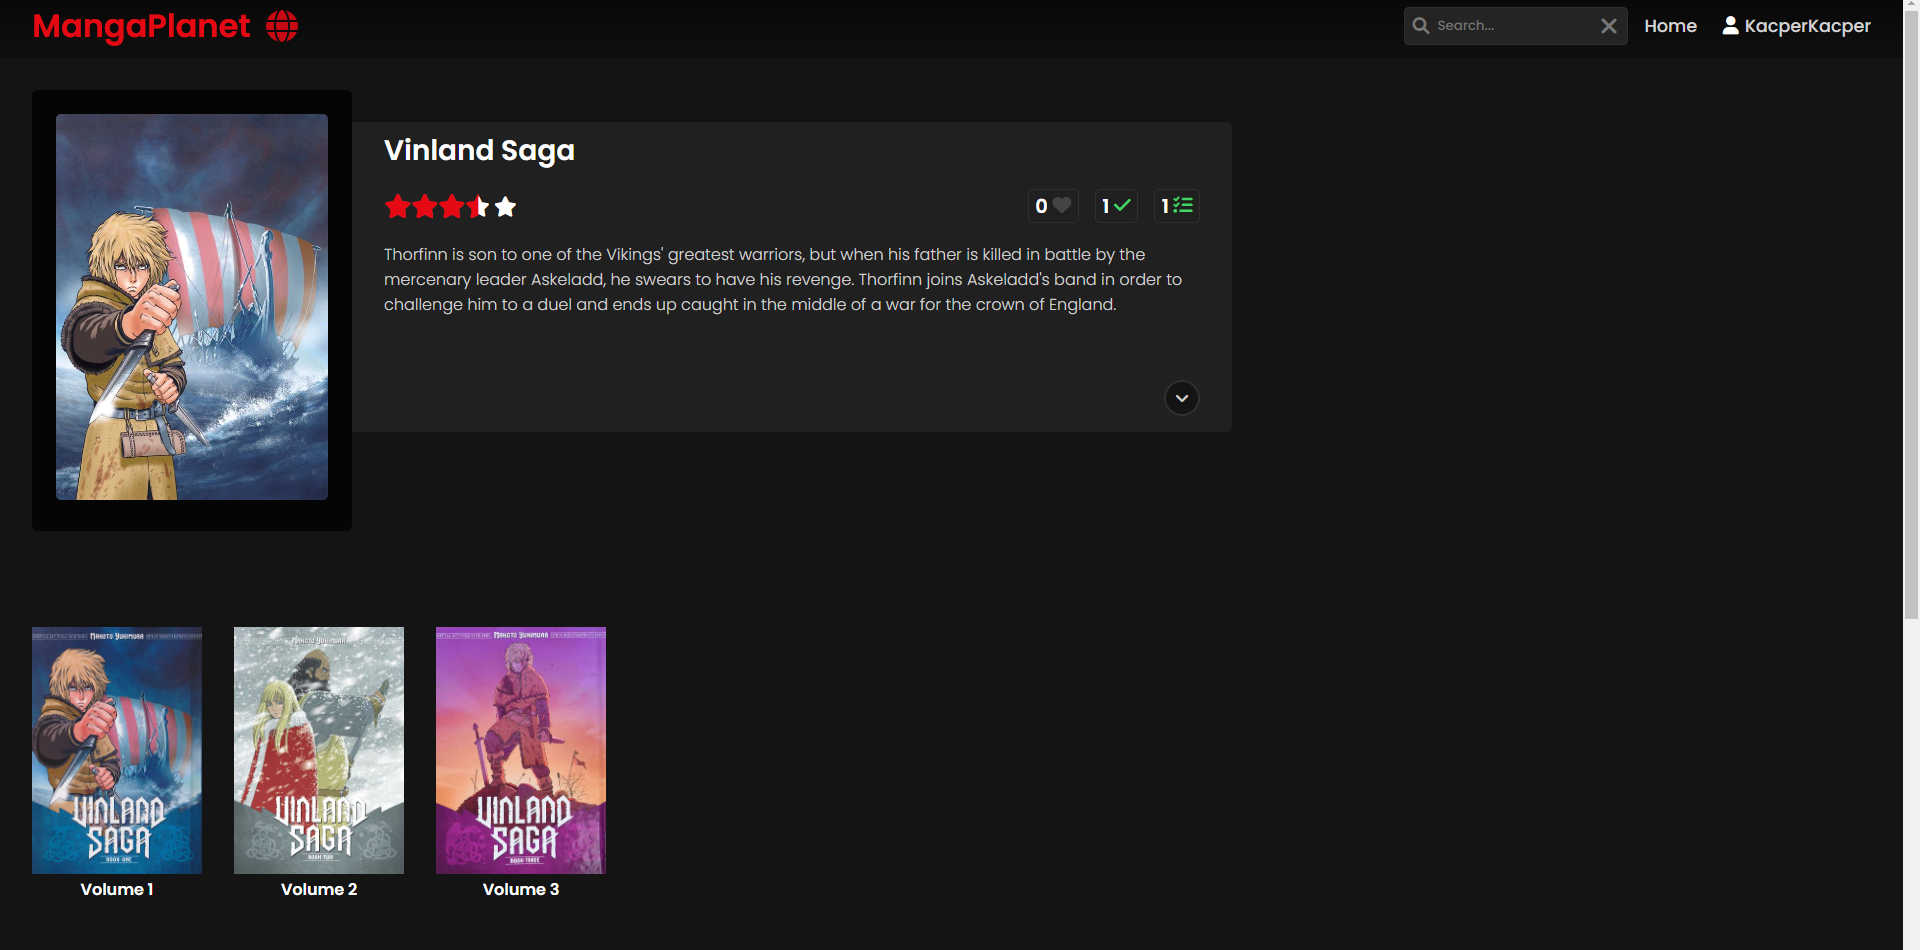 MangaPlanet
Search...
Home
KacperKacper
Vinland Saga
0
1
1
Thorfinn is son to one of the Vikings' greatest warriors, but when his father is killed in battle by the
mercenary leader Askeladd, he swears to have his revenge. Thorfinn joins Askeladd's band in order to
challenge him to a duel and ends up caught in the middle of a war for the crown of England.
Makoto Yukimura
VINLAND
SAGA
BOOK ONE
Volume 1
Makoto Yukimura
VINLAND
SAGA
BOOK TWO
Volume 2
Makoto Yukimura
VINLAND
SAGA
BOOK THREE
Volume 3